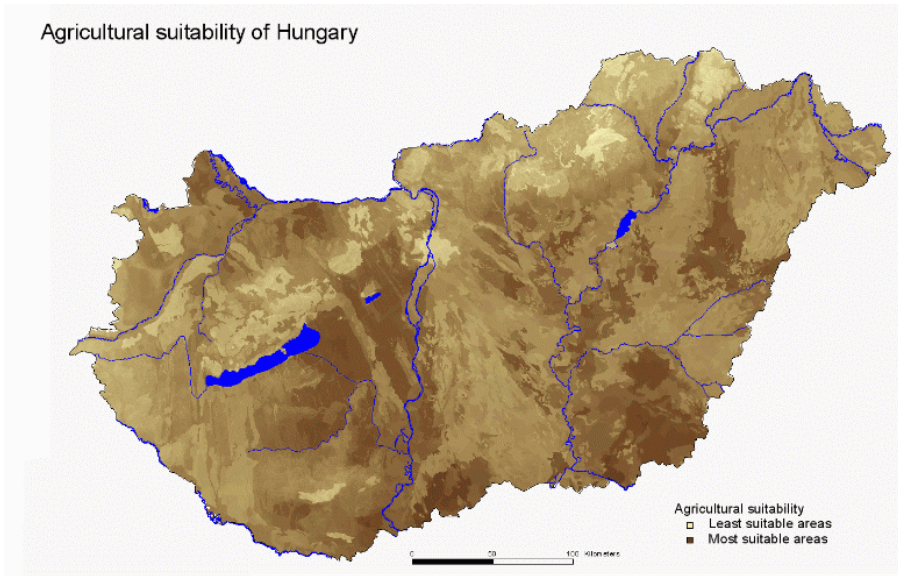 Agricultural suitability of Hungary
Agricultural suitability
Least suitable areas
Most suitable areas
0 50 100 Kilometers